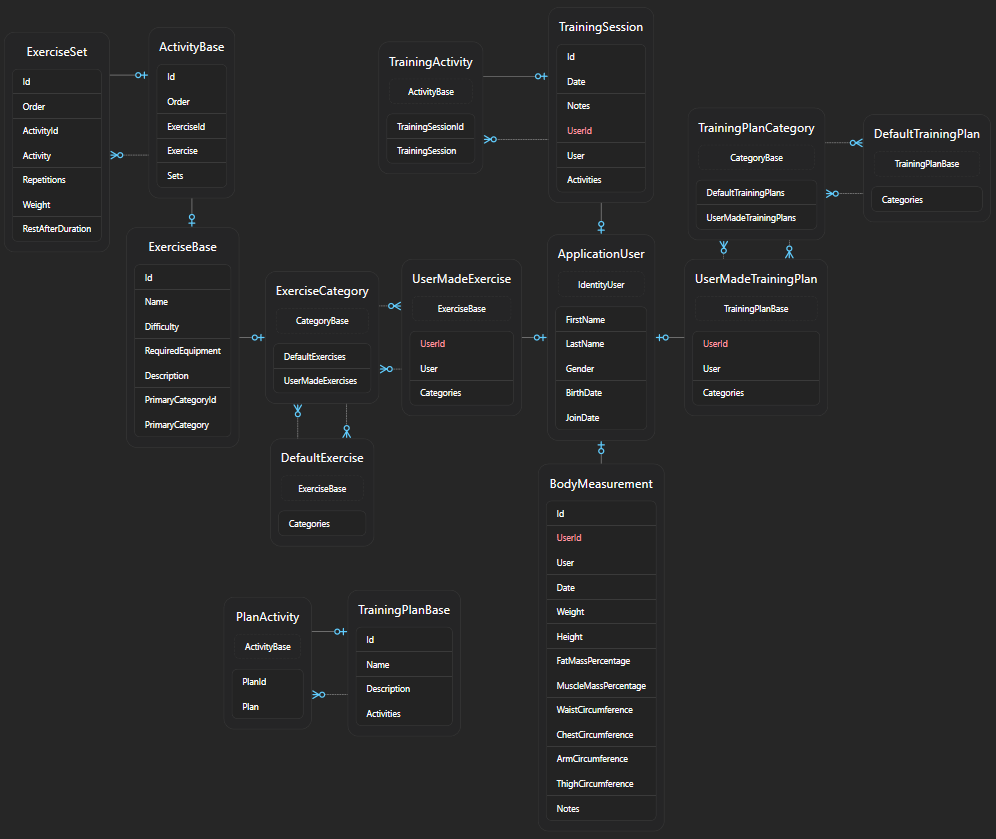 ExerciseSet
Id
Order
ActivityId
Activity
Repetitions
Weight
RestAfterDuration
ActivityBase
Id
Order
ExerciseId
Exercise
Sets
TrainingActivity
ActivityBase
TrainingSessionId
TrainingSession
TrainingSession
Id
Date
Notes
UserId
User
Activities
TrainingPlanCategory
CategoryBase
DefaultTrainingPlans
UserMadeTrainingPlans
DefaultTrainingPlan
TrainingPlanBase
Categories
ExerciseBase
Id
Name
Difficulty
RequiredEquipment
Description
PrimaryCategoryId
PrimaryCategory
ExerciseCategory
CategoryBase
DefaultExercises
UserMadeExercises
UserMadeExercise
ExerciseBase
UserId
User
Categories
ApplicationUser
IdentityUser
FirstName
LastName
Gender
BirthDate
JoinDate
UserMadeTrainingPlan
TrainingPlanBase
UserId
User
Categories
DefaultExercise
ExerciseBase
Categories
BodyMeasurement
Id
UserId
User
Date
Weight
Height
FatMassPercentage
MuscleMassPercentage
WaistCircumference
ChestCircumference
ArmCircumference
ThighCircumference
Notes
PlanActivity
ActivityBase
PlanId
Plan
TrainingPlanBase
Id
Name
Description
Activities